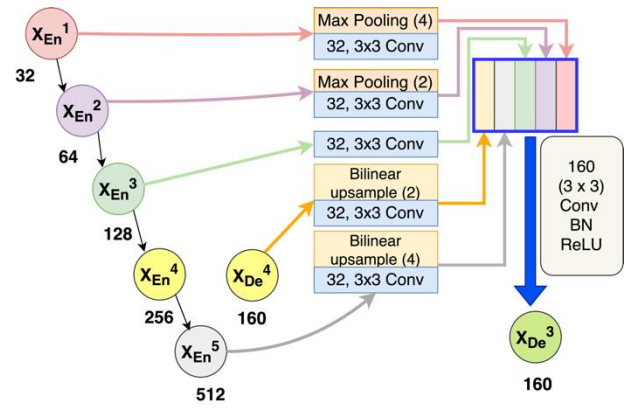 X_En^1
32
Max Pooling (4)
32, 3x3 Conv
X_En^2
64
Max Pooling (2)
32, 3x3 Conv
X_En^3
128
32, 3x3 Conv
Bilinear
upsample (2)
32, 3x3 Conv
X_En^4
256
X_De^4
160
Bilinear
upsample (4)
32, 3x3 Conv
X_En^5
512
160
(3 x 3)
Conv
BN
ReLU
X_De^3
160